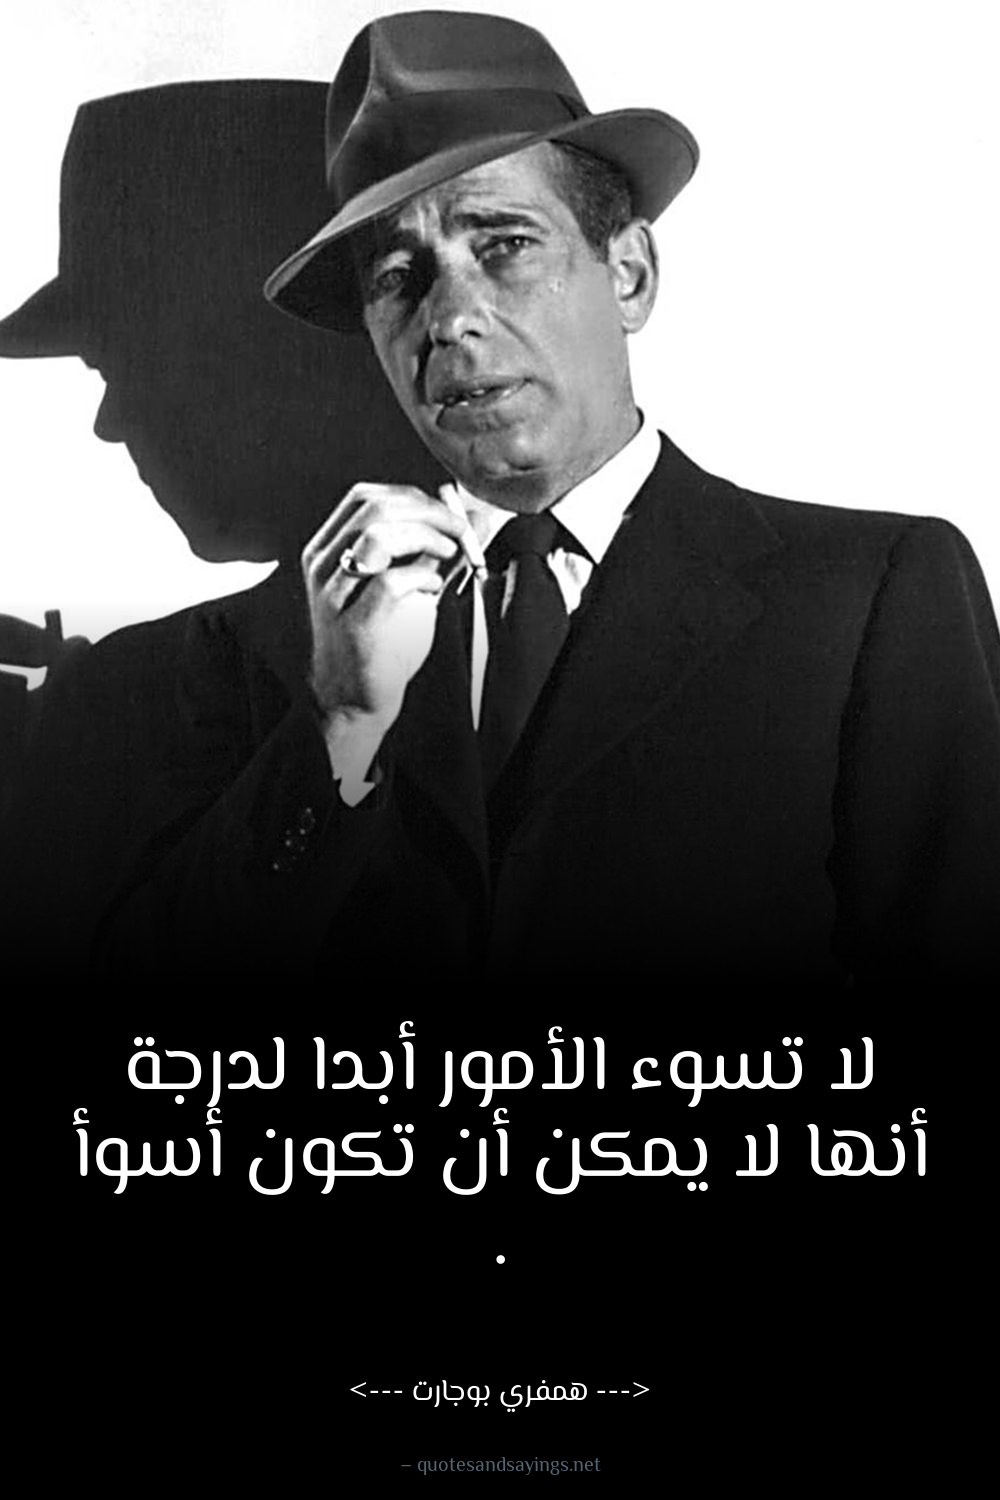 لا تسوء الأمور أبدا لدرجة
أنها لا يمكن أن تكون أسوأ
.
<--- همفري بوجارت --->
– quotesandsayings.net